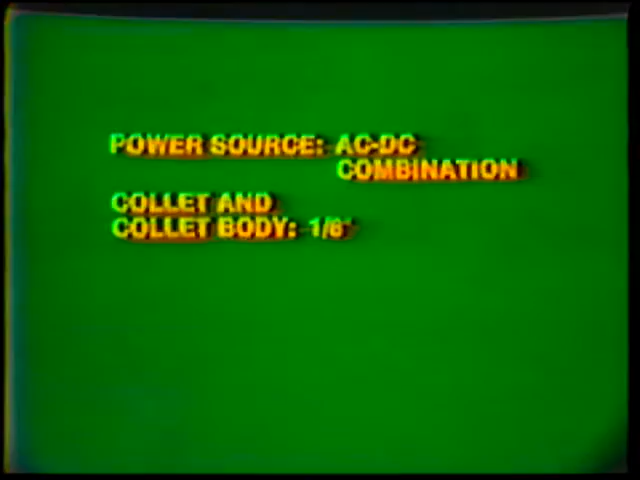 POWER SOURCE: AC-DC
COMBINATION
COLLET AND
COLLET BODY: 1/8"